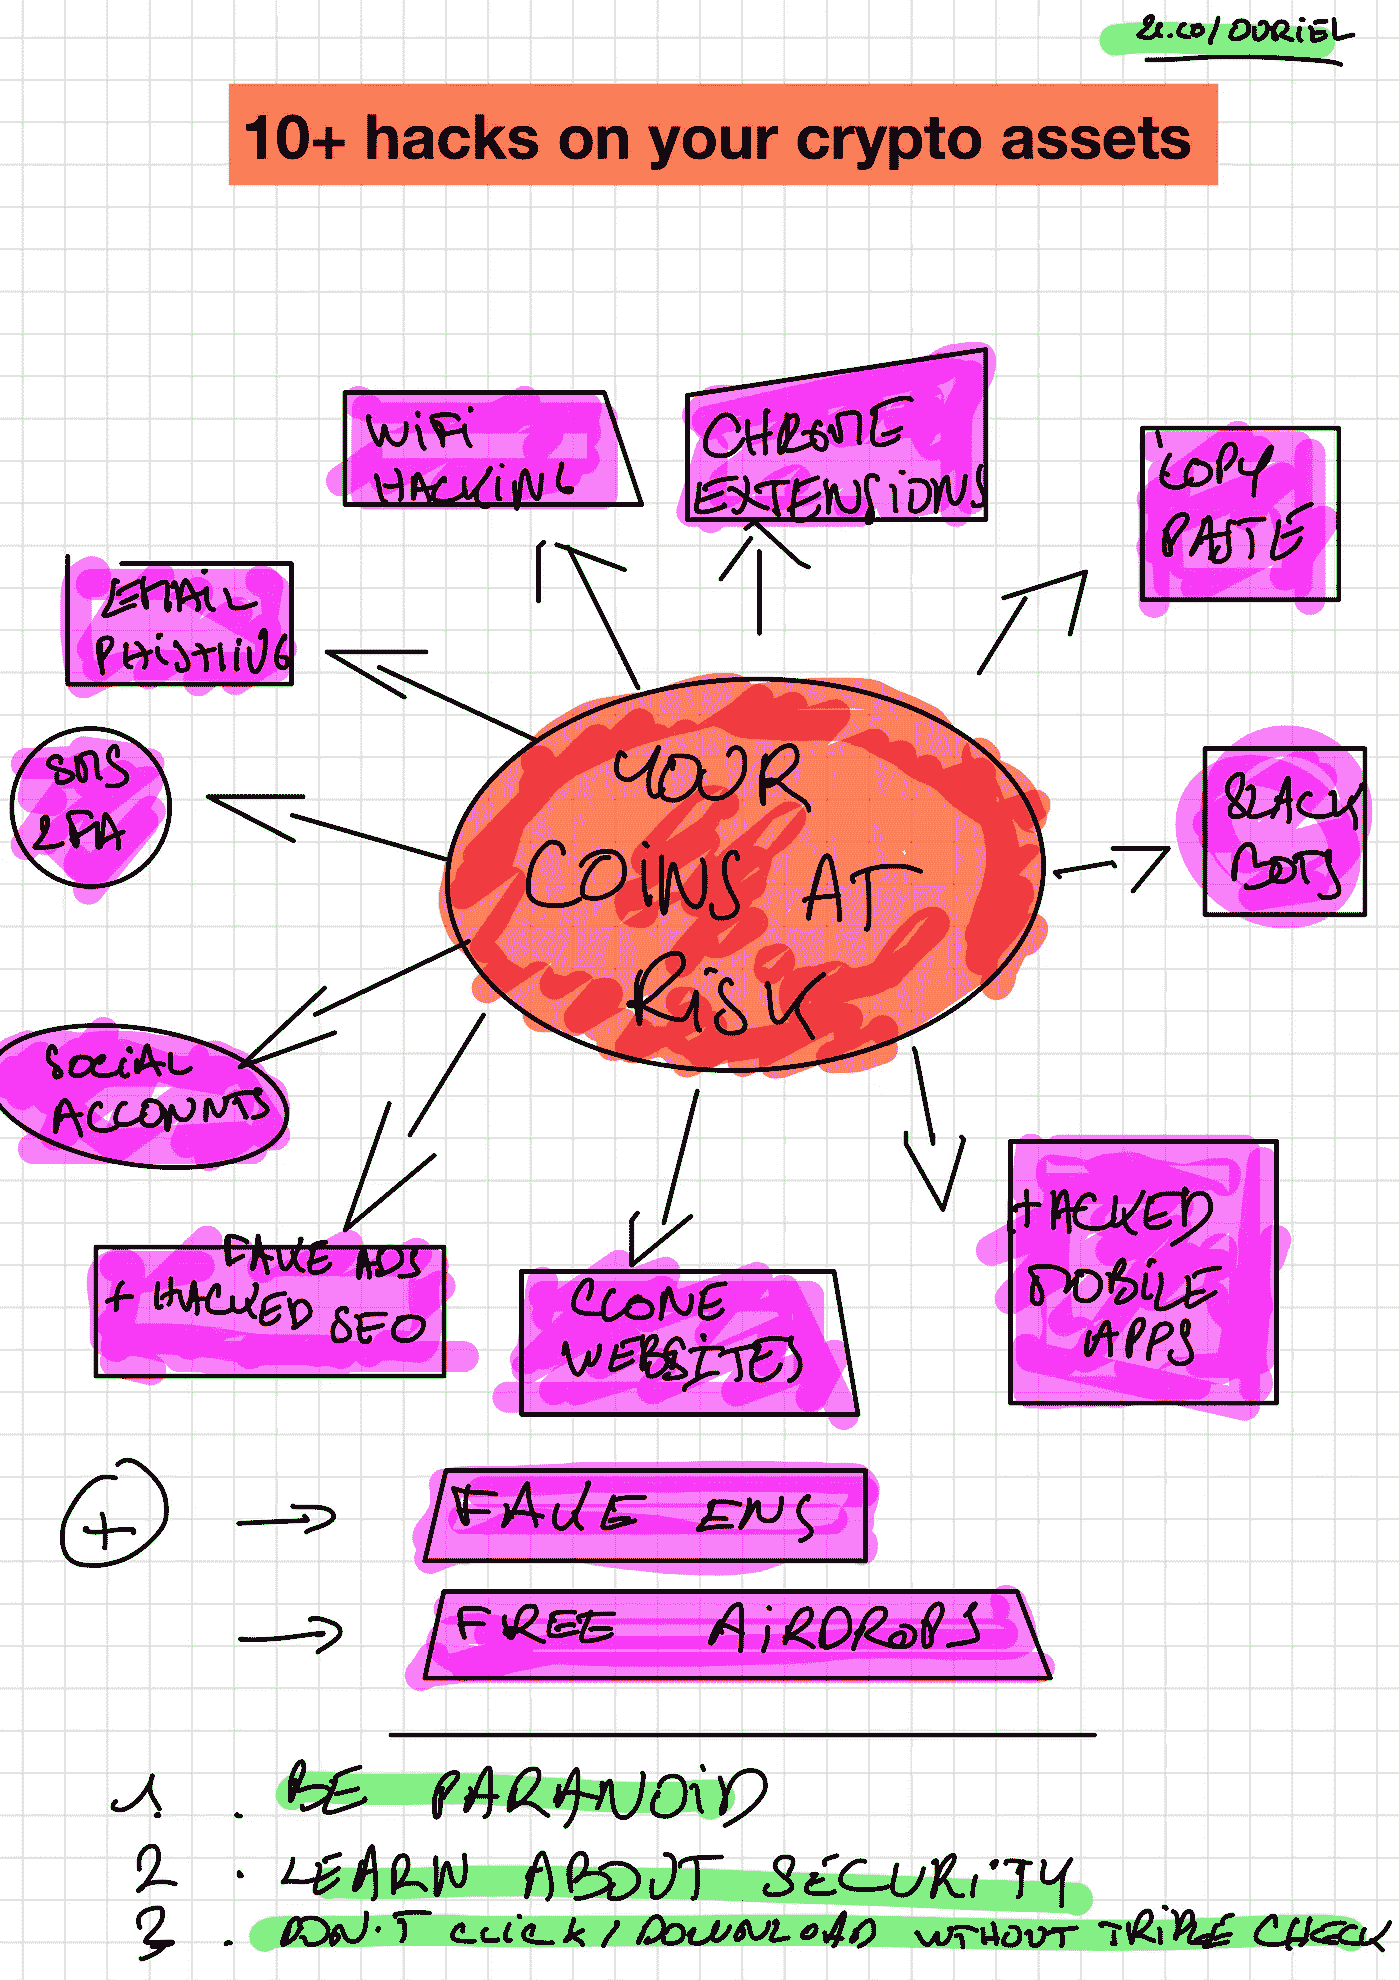 2l.co/OURIEL
10+ hacks on your crypto assets
WiFi
HACKING
CHROME
EXTENSIONS
COPY
PASTE
EMAIL
PHISHING
SMS
2FA
YOUR
COINS AT
RISK
SLACK
BOTS
SOCIAL
ACCOUNTS
FAKE ADS
+ HACKED SEO
CLONE
WEBSITES
HACKED
MOBILE
APPS
+
FAKE ENS
FREE AiRDROPS
1. BE PARANOiD
2. LEARN ABOUT SECURiTY
3. DON'T CLiCK/DOWNLOAD WITHOUT TRIPLE CHECK